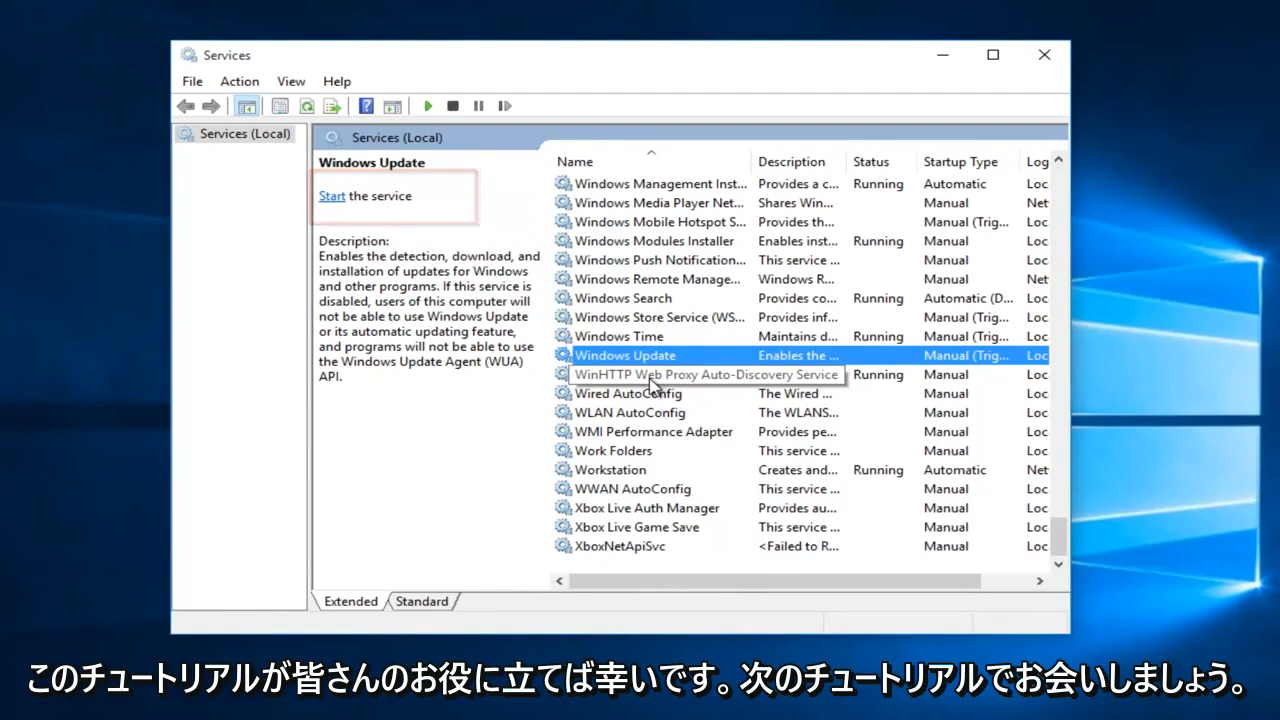 Services
File Action View Help
Services (Local)
Services (Local)
Windows Update
Start the service
Description:
Enables the detection, download, and
installation of updates for Windows
and other programs. If this service is
disabled, users of this computer will
not be able to use Windows Update
or its automatic updating feature,
and programs will not be able to use
the Windows Update Agent (WUA)
API.
Name Description Status Startup Type Log
Windows Management Inst... Provides a c... Running Automatic Loc
Windows Media Player Net... Shares Win... Manual Net
Windows Mobile Hotspot S... Provides th... Manual (Trig... Loc
Windows Modules Installer Enables inst... Running Manual Loc
Windows Push Notification... This service ... Manual Loc
Windows Remote Manage... Windows R... Manual Net
Windows Search Provides co... Running Automatic (D... Loc
Windows Store Service (WS... Provides inf... Manual (Trig... Loc
Windows Time Maintains d... Running Manual (Trig... Loc
Windows Update Enables the ... Manual (Trig... Loc
WinHTTP Web Proxy Auto-Discovery Service Running Manual Loc
Wired AutoConfig The Wired ... Manual Loc
WLAN AutoConfig The WLANS... Manual Loc
WMI Performance Adapter Provides pe... Manual Loc
Work Folders This service ... Manual Loc
Workstation Creates and... Running Automatic Net
WWAN AutoConfig This service ... Manual Loc
Xbox Live Auth Manager Provides au... Manual Loc
Xbox Live Game Save This service ... Manual Loc
XboxNetApiSvc <Failed to R... Manual Loc
Extended Standard
このチュートリアルが皆さんのお役に立てば幸いです。次のチュートリアルでお会いしましょう。